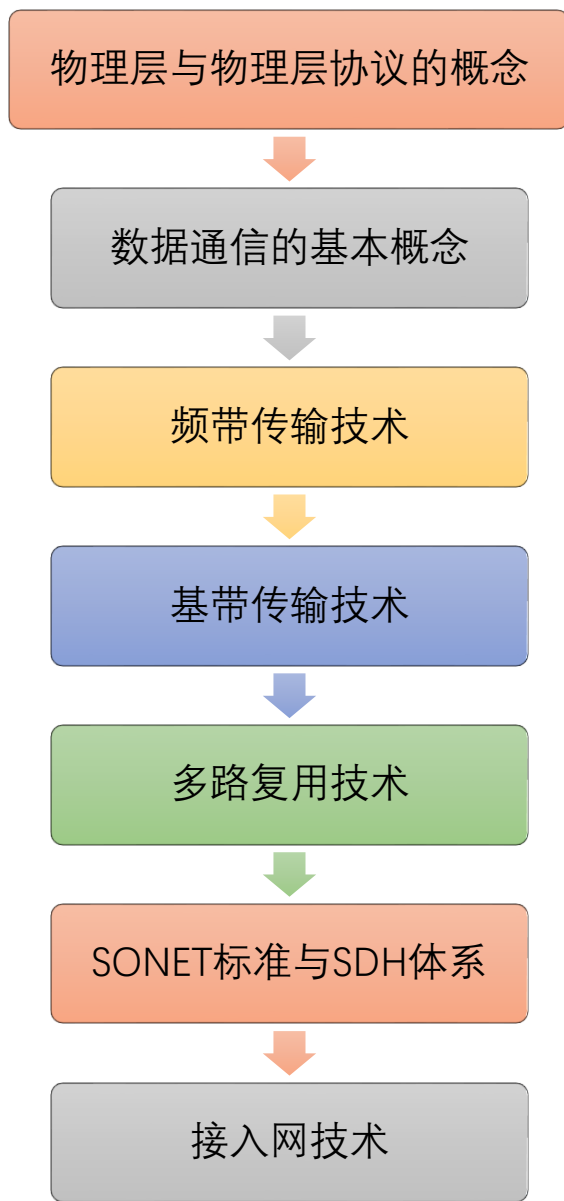 物理层与物理层协议的概念
数据通信的基本概念
频带传输技术
基带传输技术
多路复用技术
SONET标准与SDH体系
接入网技术